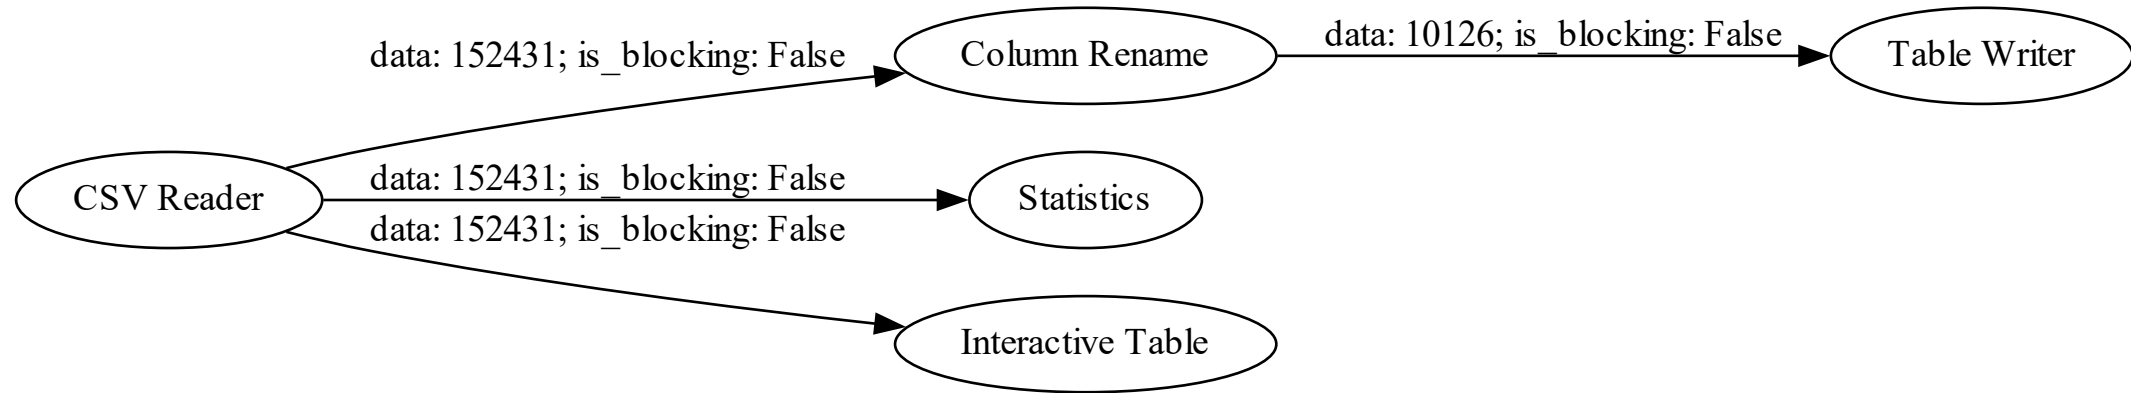 data: 152431; is_blocking: False
Column Rename
data: 10126; is_blocking: False
Table Writer
CSV Reader
data: 152431; is_blocking: False
Statistics
data: 152431; is_blocking: False
Interactive Table